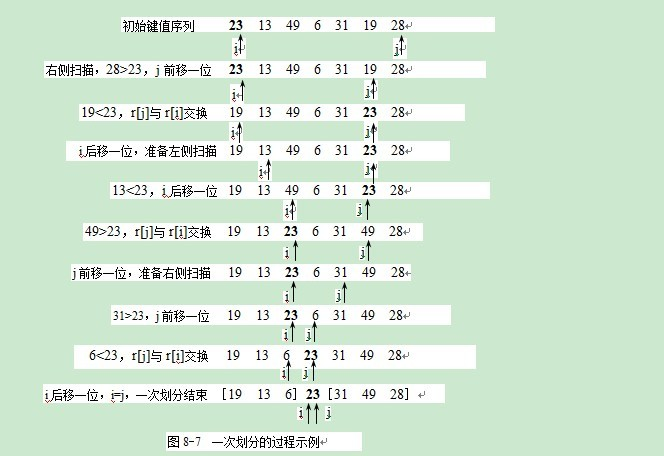 初始键值序列 23 13 49 6 31 19 28
i j
右侧扫描，28>23，j 前移一位 23 13 49 6 31 19 28
i j
19<23，r[j]与 r[i]交换 19 13 49 6 31 23 28
i j
i 后移一位，准备左侧扫描 19 13 49 6 31 23 28
i j
13<23，i 后移一位 19 13 49 6 31 23 28
i j
49>23，r[j]与 r[i]交换 19 13 23 6 31 49 28
i j
j 前移一位，准备右侧扫描 19 13 23 6 31 49 28
i j
31>23，j 前移一位 19 13 23 6 31 49 28
i j
6<23，r[j]与 r[i]交换 19 13 6 23 31 49 28
i j
i 后移一位，i=j，一次划分结束 [19 13 6] 23 [31 49 28]
i j
图 8-7 一次划分的过程示例